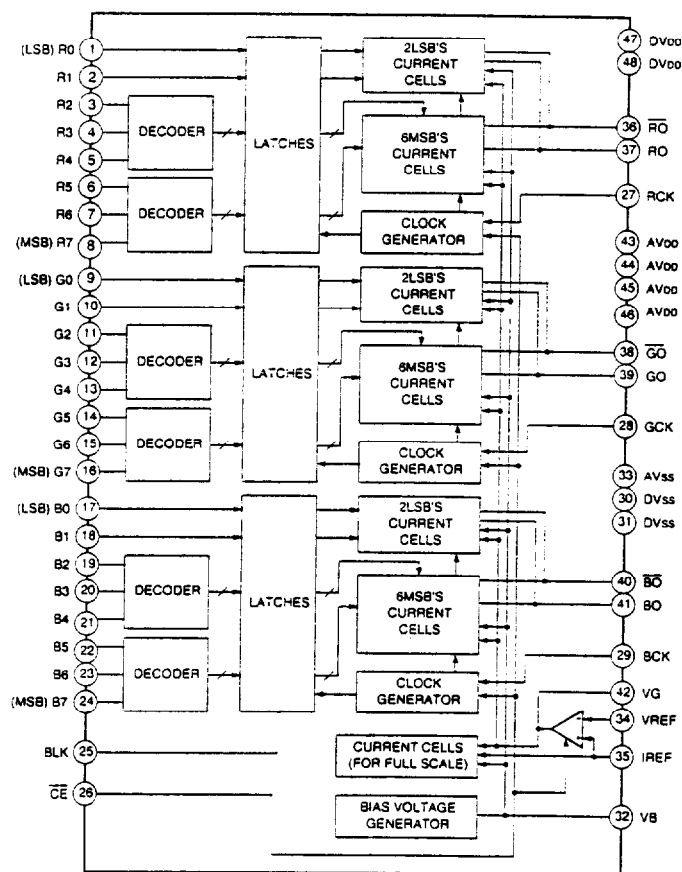 (LSB) R0 1
R1 2
R2 3
R3 4
R4 5
R5 6
R6 7
(MSB) R7 8
(LSB) G0 9
G1 10
G2 11
G3 12
G4 13
G5 14
G6 15
(MSB) G7 16
(LSB) B0 17
B1 18
B2 19
B3 20
B4 21
B5 22
B6 23
(MSB) B7 24
BLK 25
CE 26
DECODER
DECODER
LATCHES
2LSB'S
CURRENT
CELLS
6MSB'S
CURRENT
CELLS
CLOCK
GENERATOR
DECODER
DECODER
LATCHES
2LSB'S
CURRENT
CELLS
6MSB'S
CURRENT
CELLS
CLOCK
GENERATOR
DECODER
DECODER
LATCHES
2LSB'S
CURRENT
CELLS
6MSB'S
CURRENT
CELLS
CLOCK
GENERATOR
CURRENT CELLS
(FOR FULL SCALE)
BIAS VOLTAGE
GENERATOR
47 DVDD
48 DVDD
36 RO
37 RO
27 RCK
43 AVDD
44 AVDD
45 AVDD
46 AVDD
38 GO
39 GO
28 GCK
33 AVSS
30 DVSS
31 DVSS
40 BO
41 BO
29 BCK
42 VG
34 VREF
35 IREF
32 VB